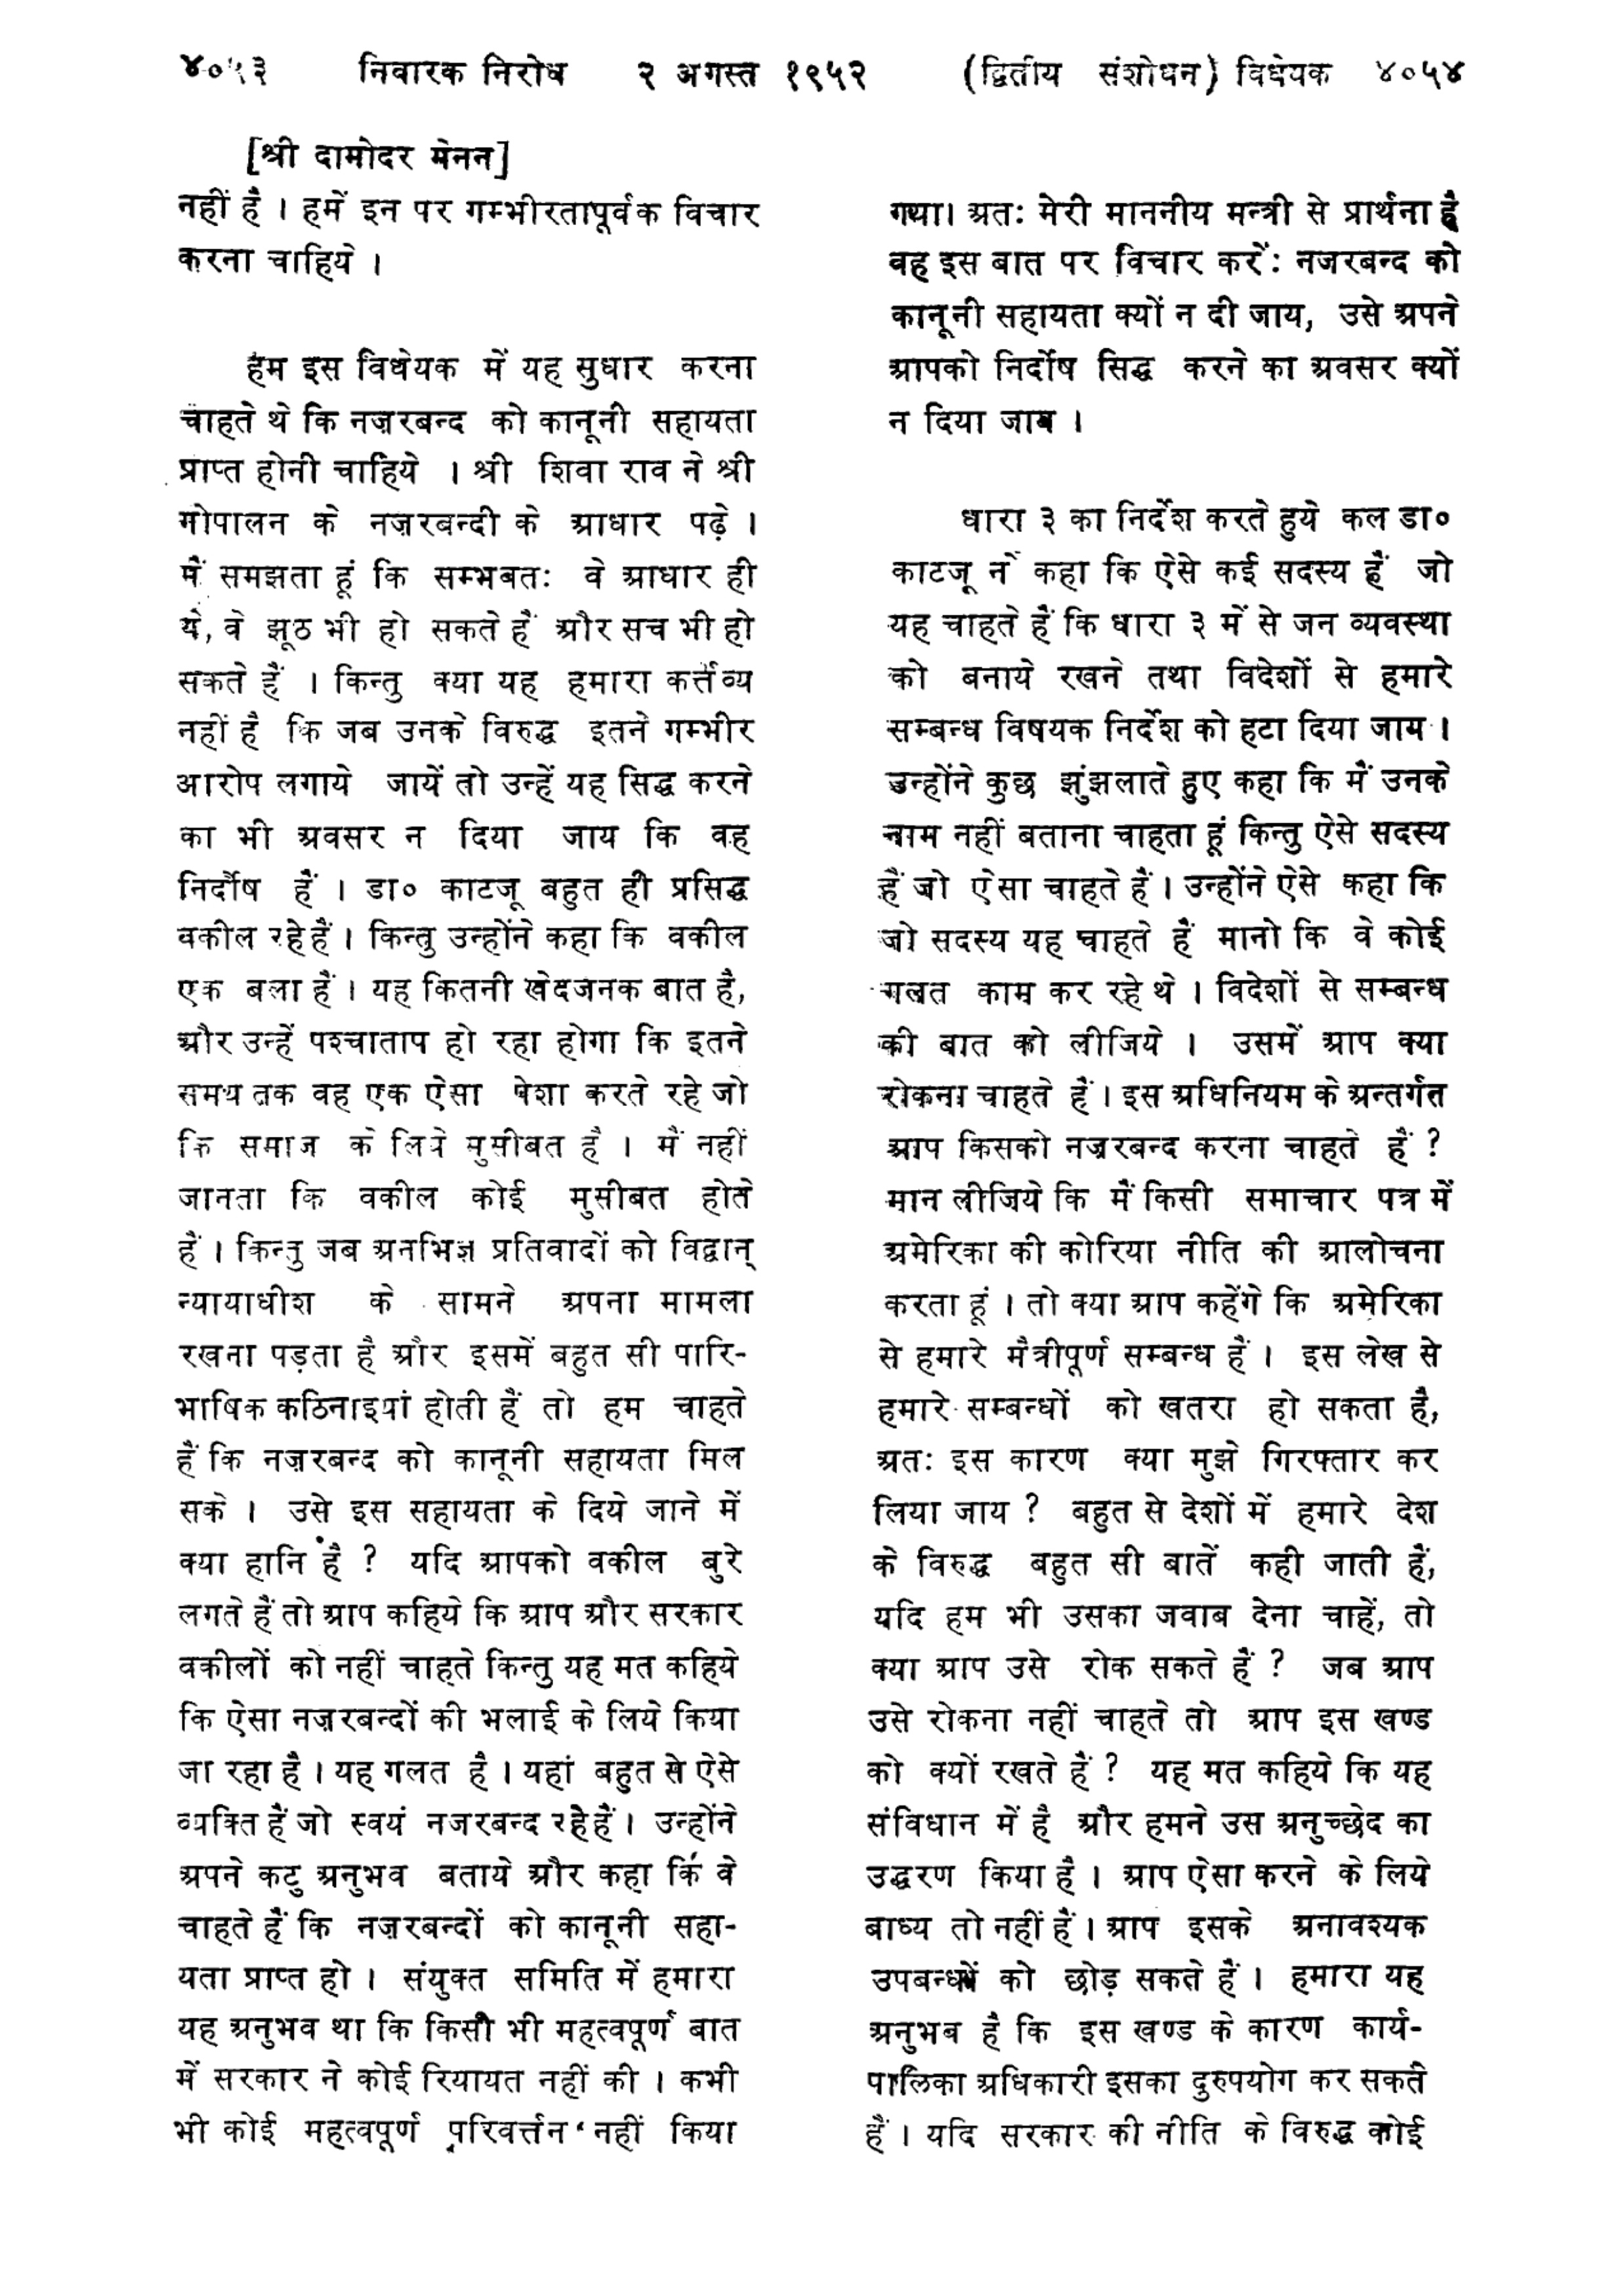 ४०५३ निवारक निरोध २ अगस्त १९५२ (द्वितीय संशोधन) विधेयक ४०५४
[श्री दामोदर मेनन]
नहीं है । हमें इन पर गम्भीरतापूर्वक विचार
करना चाहिये ।
हम इस विधेयक में यह सुधार करना
चाहते थे कि नज़रबन्द को कानूनी सहायता
प्राप्त होनी चाहिये । श्री शिवा राव ने श्री
गोपालन के नज़रबन्दी के आधार पढ़े ।
मैं समझता हूं कि सम्भबतः वे आधार ही
थे, वे झूठ भी हो सकते हैं और सच भी हो
सकते हैं । किन्तु क्या यह हमारा कर्त्तव्य
नहीं है कि जब उनके विरुद्ध इतने गम्भीर
आरोप लगाये जायें तो उन्हें यह सिद्ध करने
का भी अवसर न दिया जाय कि वह
निर्दोष हैं । डा० काटजू बहुत ही प्रसिद्ध
वकील रहे हैं । किन्तु उन्होंने कहा कि वकील
एक बला हैं । यह कितनी खेदजनक बात है,
और उन्हें पश्चाताप हो रहा होगा कि इतने
समय तक वह एक ऐसा पेशा करते रहे जो
कि समाज के लिये मुसीबत है । मैं नहीं
जानता कि वकील कोई मुसीबत होते
हैं । किन्तु जब अनभिज्ञ प्रतिवादों को विद्वान्
न्यायाधीश के सामने अपना मामला
रखना पड़ता है और इसमें बहुत सी पारि-
भाषिक कठिनाइयां होती हैं तो हम चाहते
हैं कि नज़रबन्द को कानूनी सहायता मिल
सके । उसे इस सहायता के दिये जाने में
क्या हानि है ? यदि आपको वकील बुरे
लगते हैं तो आप कहिये कि आप और सरकार
वकीलों को नहीं चाहते किन्तु यह मत कहिये
कि ऐसा नज़रबन्दों की भलाई के लिये किया
जा रहा है । यह गलत है । यहां बहुत से ऐसे
व्यक्ति हैं जो स्वयं नजरबन्द रहे हैं । उन्होंने
अपने कटु अनुभव बताये और कहा कि वे
चाहते हैं कि नज़रबन्दों को कानूनी सहा-
यता प्राप्त हो । संयुक्त समिति में हमारा
यह अनुभव था कि किसी भी महत्वपूर्ण बात
में सरकार ने कोई रियायत नहीं की । कभी
भी कोई महत्वपूर्ण परिवर्त्तन नहीं किया
गया। अतः मेरी माननीय मन्त्री से प्रार्थना है
वह इस बात पर विचार करें: नजरबन्द को
कानूनी सहायता क्यों न दी जाय, उसे अपने
आपको निर्दोष सिद्ध करने का अवसर क्यों
न दिया जाय ।
धारा ३ का निर्देश करते हुये कल डा०
काटजू ने कहा कि ऐसे कई सदस्य हैं जो
यह चाहते हैं कि धारा ३ में से जन व्यवस्था
को बनाये रखने तथा विदेशों से हमारे
सम्बन्ध विषयक निर्देश को हटा दिया जाय ।
उन्होंने कुछ झुंझलाते हुए कहा कि मैं उनके
नाम नहीं बताना चाहता हूं किन्तु ऐसे सदस्य
हैं जो ऐसा चाहते हैं । उन्होंने ऐसे कहा कि
जो सदस्य यह चाहते हैं मानो कि वे कोई
गलत काम कर रहे थे । विदेशों से सम्बन्ध
की बात को लीजिये । उसमें आप क्या
रोकना चाहते हैं । इस अधिनियम के अन्तर्गत
आप किसको नज़रबन्द करना चाहते हैं ?
मान लीजिये कि मैं किसी समाचार पत्र में
अमेरिका की कोरिया नीति की आलोचना
करता हूं । तो क्या आप कहेंगे कि अमेरिका
से हमारे मैत्रीपूर्ण सम्बन्ध हैं । इस लेख से
हमारे सम्बन्धों को खतरा हो सकता है,
अतः इस कारण क्या मुझे गिरफ्तार कर
लिया जाय ? बहुत से देशों में हमारे देश
के विरुद्ध बहुत सी बातें कही जाती हैं,
यदि हम भी उसका जवाब देना चाहें, तो
क्या आप उसे रोक सकते हैं ? जब आप
उसे रोकना नहीं चाहते तो आप इस खण्ड
को क्यों रखते हैं ? यह मत कहिये कि यह
संविधान में है और हमने उस अनुच्छेद का
उद्धरण किया है । आप ऐसा करने के लिये
बाध्य तो नहीं हैं । आप इसके अनावश्यक
उपबन्धों को छोड़ सकते हैं । हमारा यह
अनुभब है कि इस खण्ड के कारण कार्य-
पालिका अधिकारी इसका दुरुपयोग कर सकते
हैं । यदि सरकार की नीति के विरुद्ध कोई